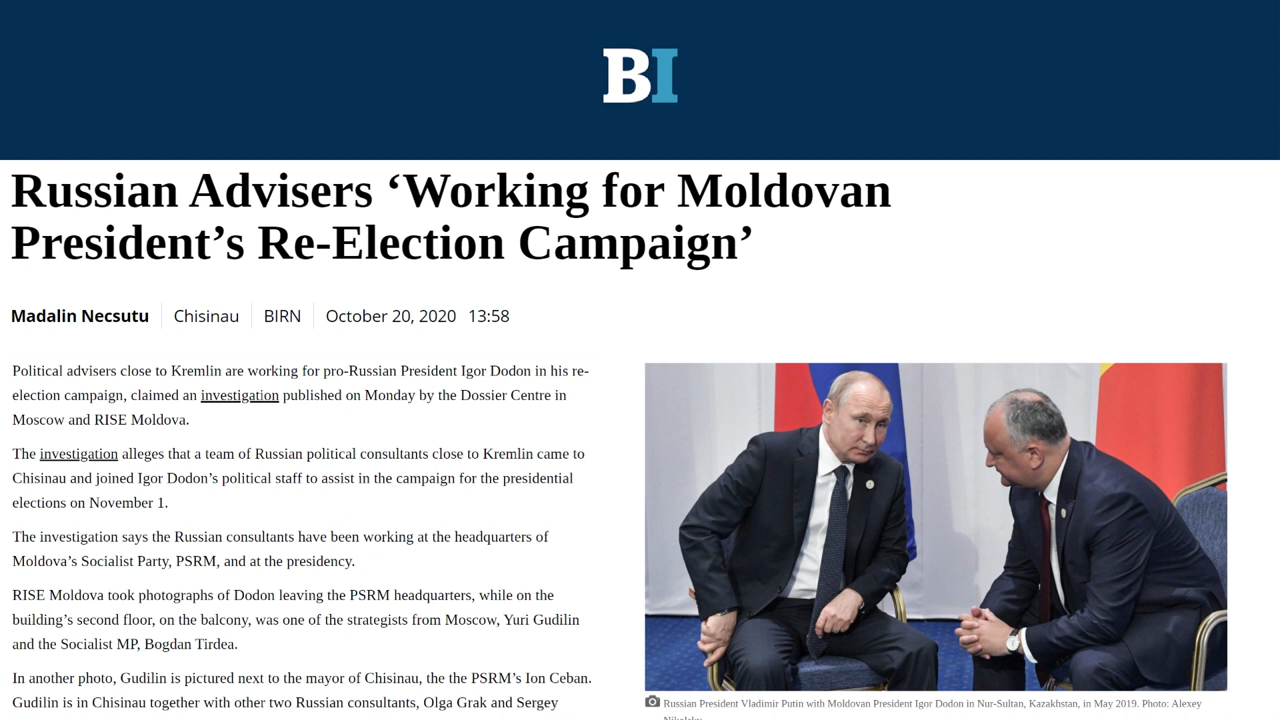 BI
Russian Advisers ‘Working for Moldovan
President’s Re-Election Campaign’
Madalin Necsutu Chisinau BIRN October 20, 2020 13:58
Political advisers close to Kremlin are working for pro-Russian President Igor Dodon in his re-
election campaign, claimed an investigation published on Monday by the Dossier Centre in
Moscow and RISE Moldova.
The investigation alleges that a team of Russian political consultants close to Kremlin came to
Chisinau and joined Igor Dodon’s political staff to assist in the campaign for the presidential
elections on November 1.
The investigation says the Russian consultants have been working at the headquarters of
Moldova’s Socialist Party, PSRM, and at the presidency.
RISE Moldova took photographs of Dodon leaving the PSRM headquarters, while on the
building’s second floor, on the balcony, was one of the strategists from Moscow, Yuri Gudilin
and the Socialist MP, Bogdan Tirdea.
In another photo, Gudilin is pictured next to the mayor of Chisinau, the the PSRM’s Ion Ceban.
Gudilin is in Chisinau together with other two Russian consultants, Olga Grak and Sergey
Russian President Vladimir Putin with Moldovan President Igor Dodon in Nur-Sultan, Kazakhstan, in May 2019. Photo: Alexey